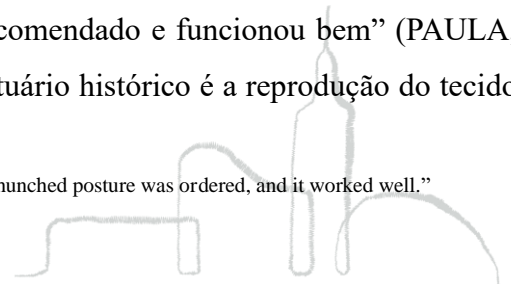 comendado e funcionou bem” (PAULA
tuário histórico é a reprodução do tecido
hunched posture was ordered, and it worked well.”